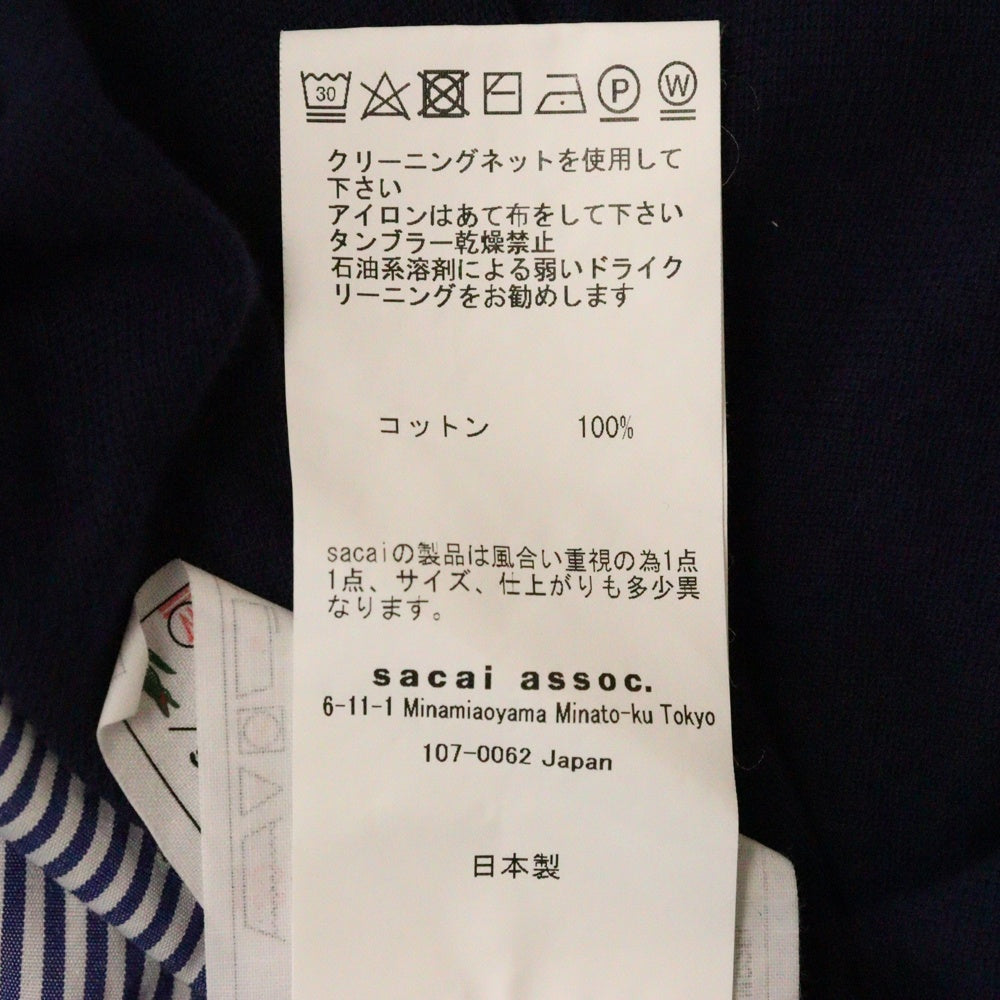 30 P W
クリーニングネットを使用して
下さい
アイロンはあて布をして下さい
タンブラー乾燥禁止
石油系溶剤による弱いドライク
リーニングをお勧めします
コットン 100%
sacaiの製品は風合い重視の為1点
1点、サイズ、仕上がりも多少異
なります。
sacai assoc.
6-11-1 Minamiaoyama Minato-ku Tokyo
107-0062 Japan
日本製